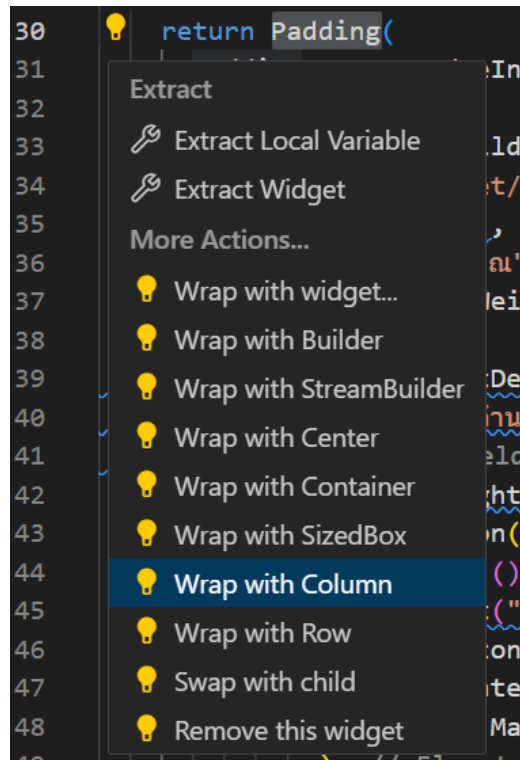 30 return Padding(
31
Extract
32
33 Extract Local Variable
34 Extract Widget
35 More Actions...
36
37 Wrap with widget...
38 Wrap with Builder
39 Wrap with StreamBuilder
40 Wrap with Center
41
42 Wrap with Container
43 Wrap with SizedBox
44 Wrap with Column
45
46 Wrap with Row
47 Swap with child
48 Remove this widget